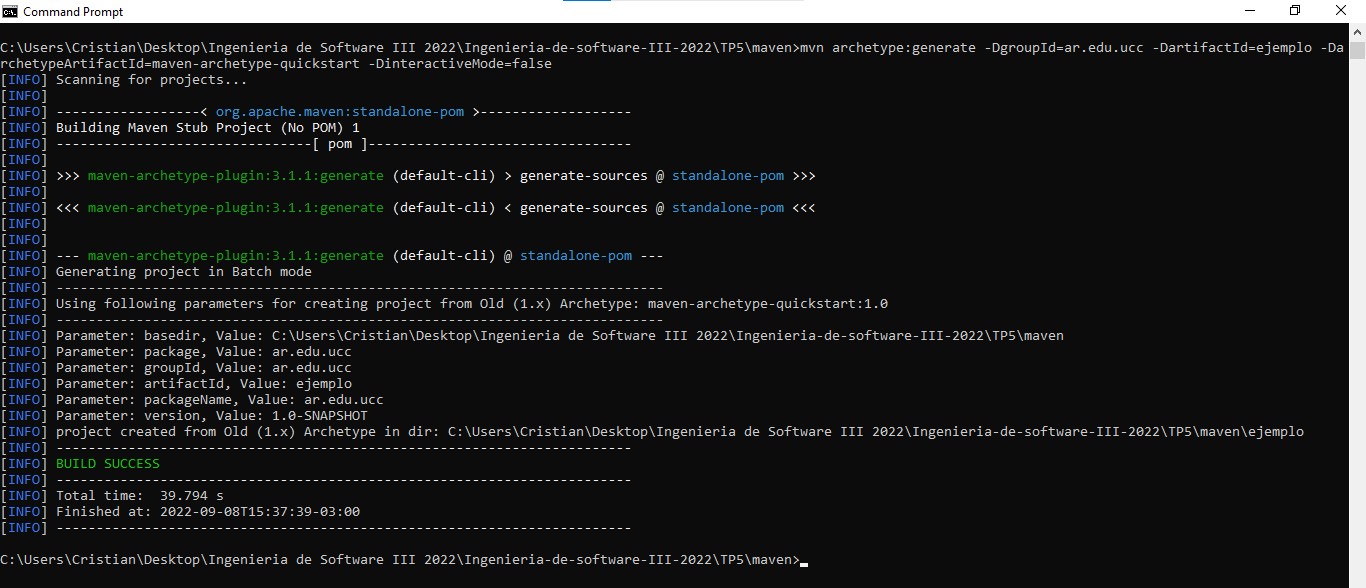 Command Prompt
C:\Users\Cristian\Desktop\Ingenieria de Software III 2022\Ingenieria-de-software-III-2022\TP5\maven>mvn archetype:generate -DgroupId=ar.edu.ucc -DartifactId=ejemplo -Da
rchetypeArtifactId=maven-archetype-quickstart -DinteractiveMode=false
[INFO] Scanning for projects...
[INFO]
[INFO] ------------------< org.apache.maven:standalone-pom >-------------------
[INFO] Building Maven Stub Project (No POM) 1
[INFO] --------------------------------[ pom ]---------------------------------
[INFO]
[INFO] >>> maven-archetype-plugin:3.1.1:generate (default-cli) > generate-sources @ standalone-pom >>>
[INFO]
[INFO] <<< maven-archetype-plugin:3.1.1:generate (default-cli) < generate-sources @ standalone-pom <<<
[INFO]
[INFO]
[INFO] --- maven-archetype-plugin:3.1.1:generate (default-cli) @ standalone-pom ---
[INFO] Generating project in Batch mode
[INFO] ----------------------------------------------------------------------------
[INFO] Using following parameters for creating project from Old (1.x) Archetype: maven-archetype-quickstart:1.0
[INFO] ----------------------------------------------------------------------------
[INFO] Parameter: basedir, Value: C:\Users\Cristian\Desktop\Ingenieria de Software III 2022\Ingenieria-de-software-III-2022\TP5\maven
[INFO] Parameter: package, Value: ar.edu.ucc
[INFO] Parameter: groupId, Value: ar.edu.ucc
[INFO] Parameter: artifactId, Value: ejemplo
[INFO] Parameter: packageName, Value: ar.edu.ucc
[INFO] Parameter: version, Value: 1.0-SNAPSHOT
[INFO] project created from Old (1.x) Archetype in dir: C:\Users\Cristian\Desktop\Ingenieria de Software III 2022\Ingenieria-de-software-III-2022\TP5\maven\ejemplo
[INFO] ------------------------------------------------------------------------
[INFO] BUILD SUCCESS
[INFO] ------------------------------------------------------------------------
[INFO] Total time:  39.794 s
[INFO] Finished at: 2022-09-08T15:37:39-03:00
[INFO] ------------------------------------------------------------------------
C:\Users\Cristian\Desktop\Ingenieria de Software III 2022\Ingenieria-de-software-III-2022\TP5\maven>